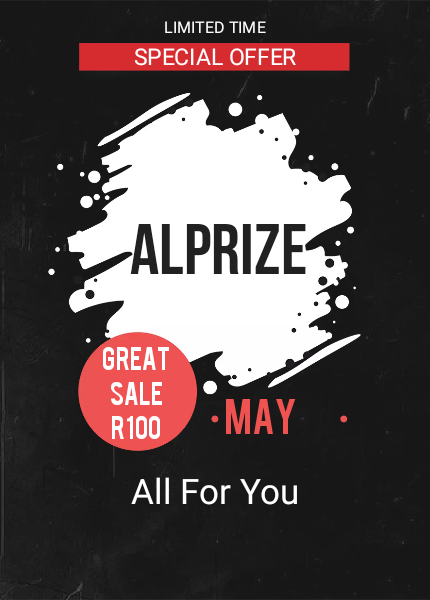 LIMITED TIME
SPECIAL OFFER
ALPRIZE
GREAT
SALE
R100
MAY
All For You